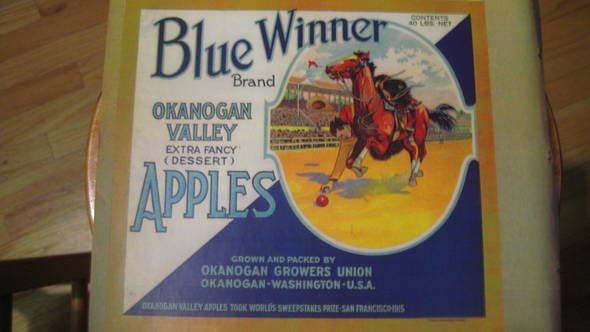 Blue Winner
Brand
CONTENTS
40 LBS. NET
OKANOGAN
VALLEY
EXTRA FANCY
(DESSERT)
APPLES
GROWN AND PACKED BY
OKANOGAN GROWERS UNION
OKANOGAN-WASHINGTON-U.S.A.
OKANOGAN VALLEY APPLES TOOK WORLD'S SWEEPSTAKES PRIZE-SAN FRANCISCO 1915